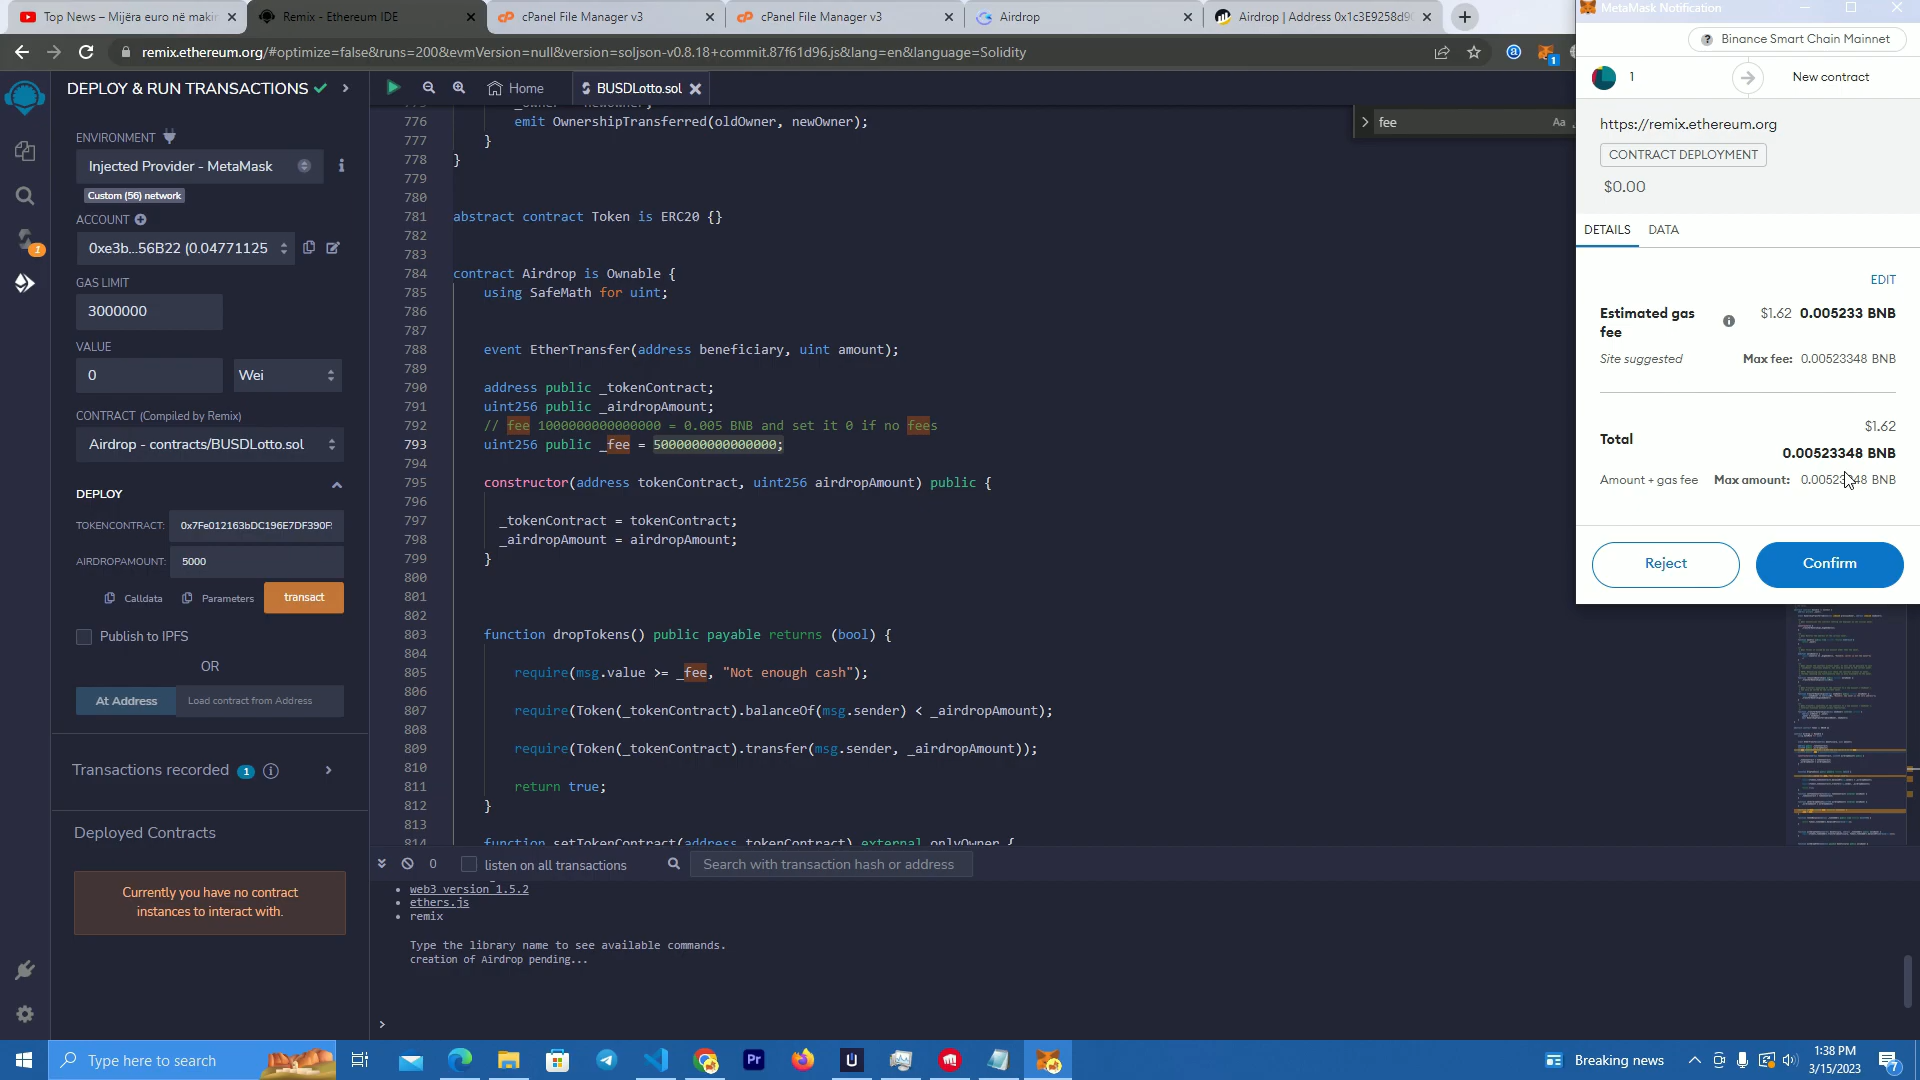 Top News – Mijëra euro në makin
Remix - Ethereum IDE
cPanel File Manager v3
cPanel File Manager v3
Airdrop
Airdrop | Address 0x1c3E9258d9
MetaMask Notification
remix.ethereum.org/#optimize=false&runs=200&evmVersion=null&version=soljson-v0.8.18+commit.87f61d96.js&lang=en&language=Solidity
1
Binance Smart Chain Mainnet
1
New contract
https://remix.ethereum.org
CONTRACT DEPLOYMENT
$0.00
DETAILS
DATA
EDIT
Estimated gas fee
$1.62 0.005233 BNB
Site suggested
Max fee: 0.00523348 BNB
$1.62
Total
0.00523348 BNB
Amount + gas fee
Max amount:
Reject
Confirm
DEPLOY & RUN TRANSACTIONS
ENVIRONMENT
Injected Provider - MetaMask
Custom (56) network
ACCOUNT
0xe3b...56B22 (0.04771125
GAS LIMIT
3000000
VALUE
0
Wei
CONTRACT (Compiled by Remix)
Airdrop - contracts/BUSDLotto.sol
DEPLOY
TOKENCONTRACT:
0x7Fe012163bDC196E7DF390F
AIRDROPAMOUNT:
5000
Calldata
Parameters
transact
Publish to IPFS
OR
At Address
Load contract from Address
Transactions recorded 1
Deployed Contracts
Currently you have no contract
instances to interact with.
1
Home
BUSDLotto.sol
fee
Aa
776 emit OwnershipTransferred(oldOwner, newOwner);
777 }
778 }
779
780
781 abstract contract Token is ERC20 {}
782
783
784 contract Airdrop is Ownable {
785 using SafeMath for uint;
786
787
788 event EtherTransfer(address beneficiary, uint amount);
789
790 address public _tokenContract;
791 uint256 public _airdropAmount;
792 // fee 1000000000000000 = 0.005 BNB and set it 0 if no fees
793 uint256 public _fee = 5000000000000000;
794
795 constructor(address tokenContract, uint256 airdropAmount) public {
796
797 _tokenContract = tokenContract;
798 _airdropAmount = airdropAmount;
799 }
800
801
802
803 function dropTokens() public payable returns (bool) {
804
805 require(msg.value >= _fee, "Not enough cash");
806
807 require(Token(_tokenContract).balanceOf(msg.sender) < _airdropAmount);
808
809 require(Token(_tokenContract).transfer(msg.sender, _airdropAmount));
810
811 return true;
812 }
813
814 function setTokenContract(address tokenContract) external onlyOwner {
0
listen on all transactions
Search with transaction hash or address
web3 version 1.5.2
ethers.js
remix
Type the library name to see available commands.
creation of Airdrop pending...
>
Type here to search
Pr
U
Breaking news
1:38 PM
3/15/2023
7